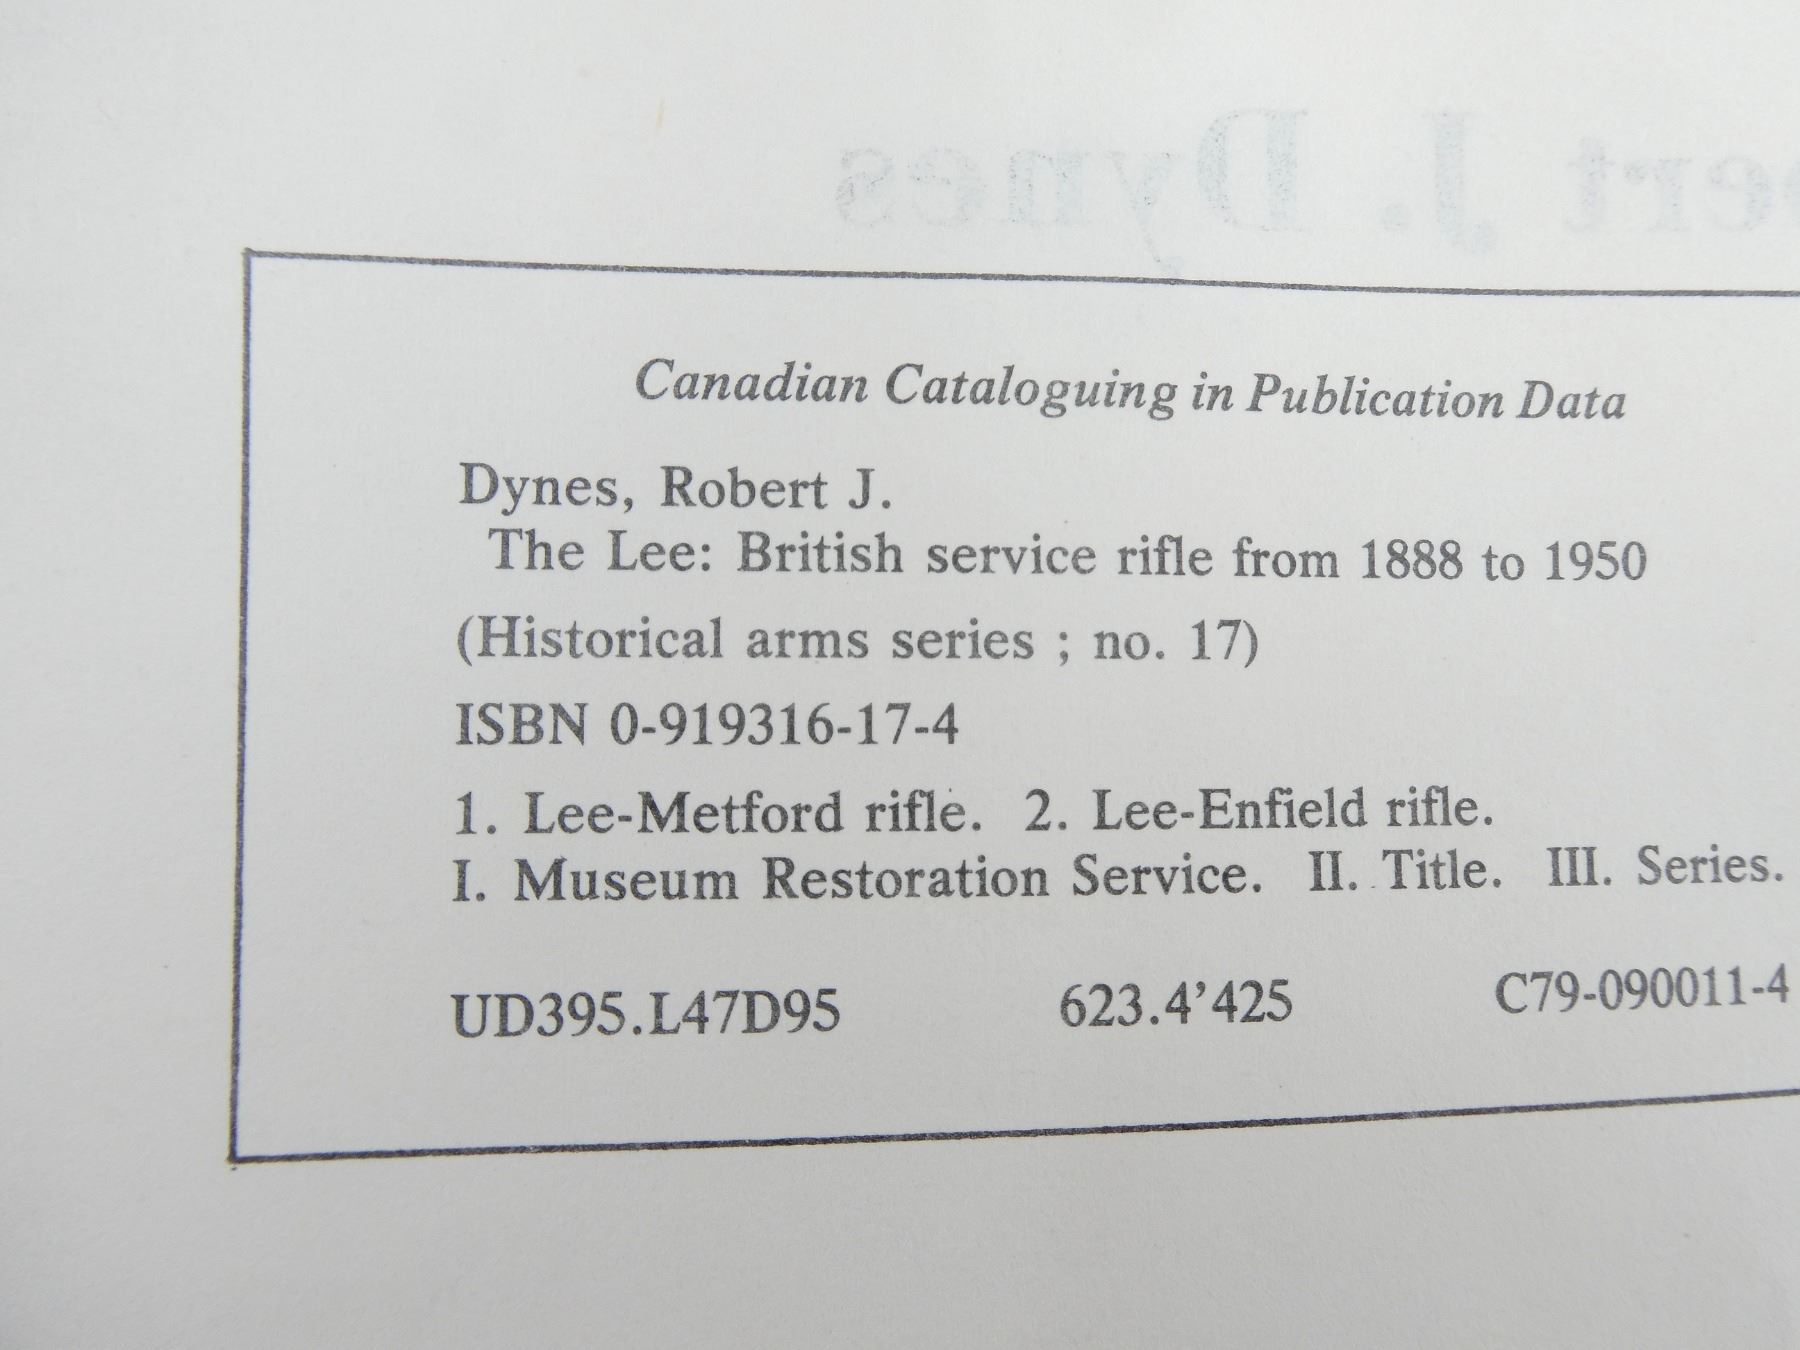 Canadian Cataloguing in Publication Data
Dynes, Robert J.
The Lee: British service rifle from 1888 to 1950
(Historical arms series ; no. 17)
ISBN 0-919316-17-4
1. Lee-Metford rifle. 2. Lee-Enfield rifle.
I. Museum Restoration Service. II. Title. III. Series.
UD395.L47D95 623.4’425 C79-090011-4